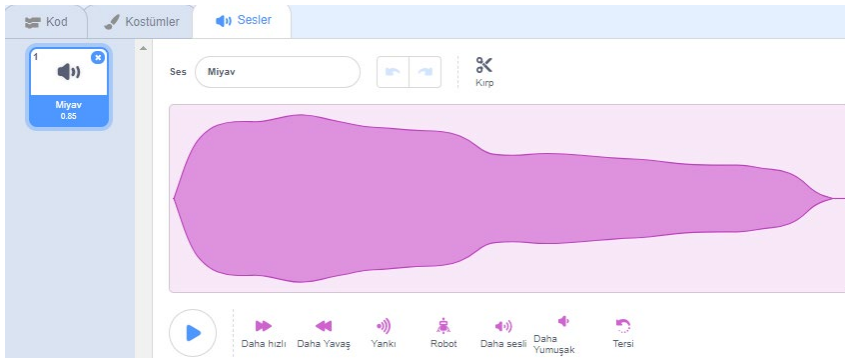 Kod
Kostümler
Sesler
1
Miyav
0.85
Ses
Miyav
Kırp
Daha hızlı
Daha Yavaş
Yankı
Robot
Daha sesli
Daha
Yumuşak
Tersi